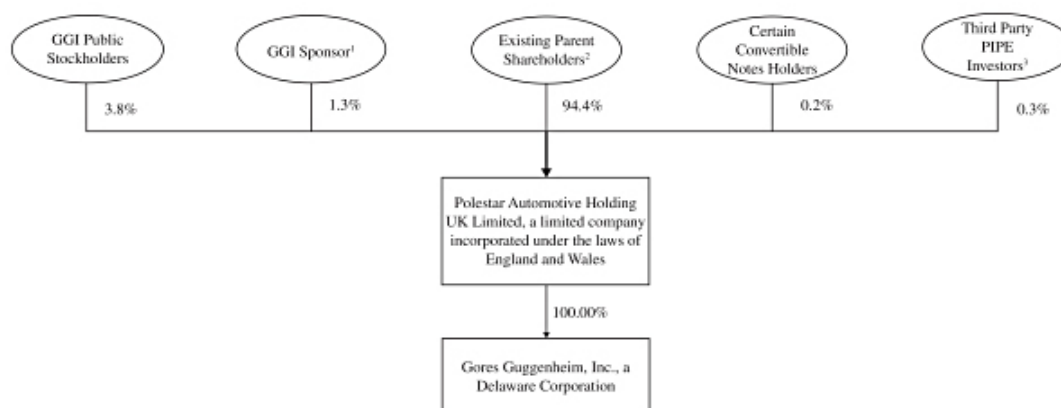 GGI Public
Stockholders
GGI Sponsor¹
Existing Parent
Shareholders²
Certain
Convertible
Notes Holders
Third Party
PIPE
Investors³
3.8%
1.3%
94.4%
0.2%
0.3%
Polestar Automotive Holding
UK Limited, a limited company
incorporated under the laws of
England and Wales
100.00%
Gores Guggenheim, Inc., a
Delaware Corporation